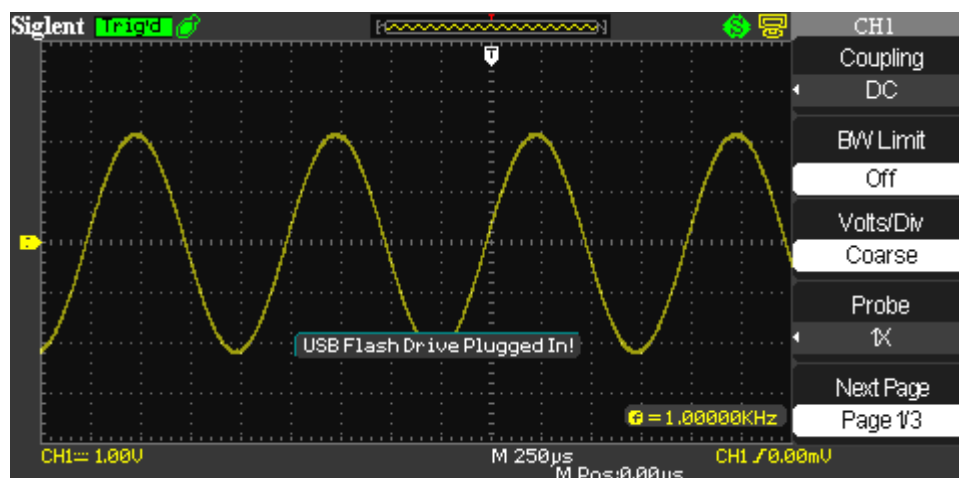 Siglent Trig'd CH1
T
Coupling
DC
BW Limit
Off
Volts/Div
Coarse
Probe
1X
USB Flash Drive Plugged In!
Next Page
Page 1/3
f = 1.00000KHz
CH1 1.00V M 250µs CH1 0.00mV
M Pos:0.00µs